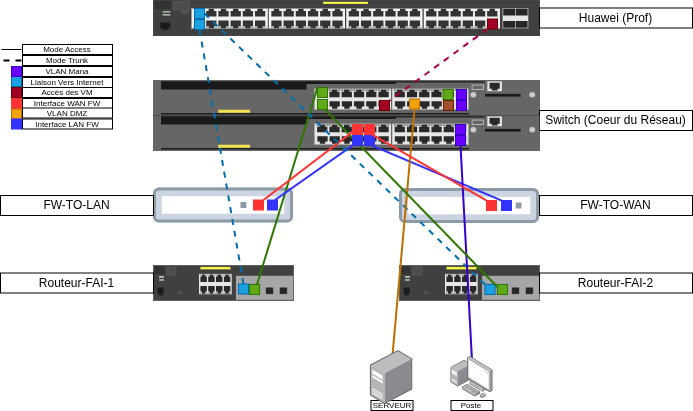 Huawei (Prof)
Mode Access
Mode Trunk
VLAN Mana
Liaison Vers Internet
Accès des VM
Interface WAN FW
VLAN DMZ
Interface LAN FW
Switch (Coeur du Réseau)
FW-TO-LAN
FW-TO-WAN
Routeur-FAI-1
Routeur-FAI-2
SERVEUR
Poste